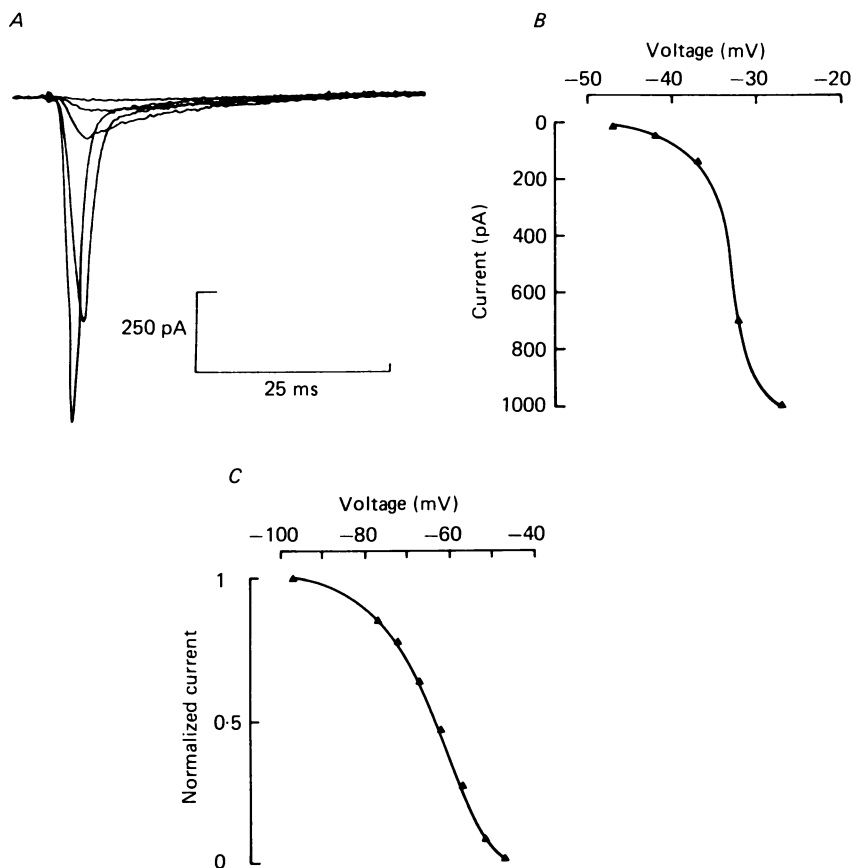 A
250 pA
25 ms
B
Voltage (mV)
−50 −40 −30 −20
Current (pA)
0
200
400
600
800
1000
C
Voltage (mV)
−100 −80 −60 −40
Normalized current
1
0·5
0